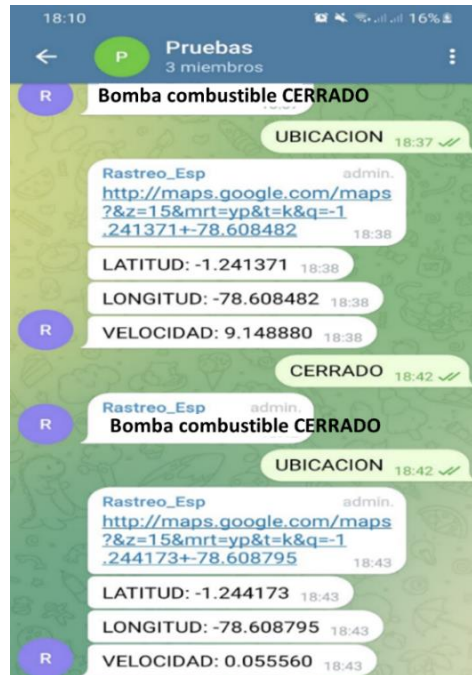 18:10
16%
P
Pruebas
3 miembros
R
Bomba combustible CERRADO
UBICACION 18:37
Rastreo_Esp admin.
http://maps.google.com/maps
?&z=15&mrt=yp&t=k&q=-1
.241371+-78.608482 18:38
LATITUD: -1.241371 18:38
LONGITUD: -78.608482 18:38
R
VELOCIDAD: 9.148880 18:38
CERRADO 18:42
Rastreo_Esp admin.
R
Bomba combustible CERRADO
UBICACION 18:42
Rastreo_Esp admin.
http://maps.google.com/maps
?&z=15&mrt=yp&t=k&q=-1
.244173+-78.608795 18:43
LATITUD: -1.244173 18:43
LONGITUD: -78.608795 18:43
R
VELOCIDAD: 0.055560 18:43